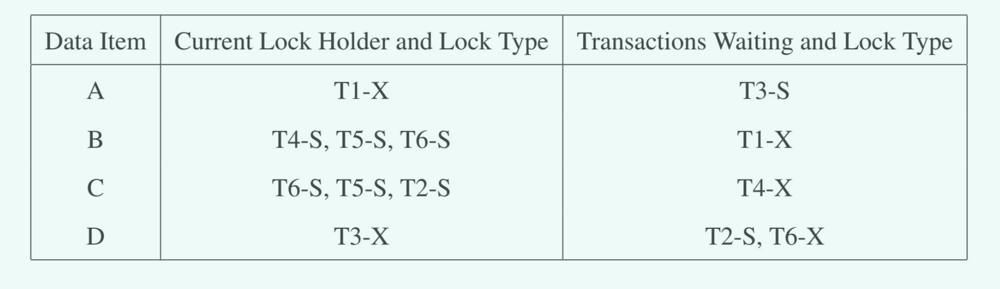 Data Item Current Lock Holder and Lock Type Transactions Waiting and Lock Type
A T1-X T3-S
B T4-S, T5-S, T6-S T1-X
C T6-S, T5-S, T2-S T4-X
D T3-X T2-S, T6-X